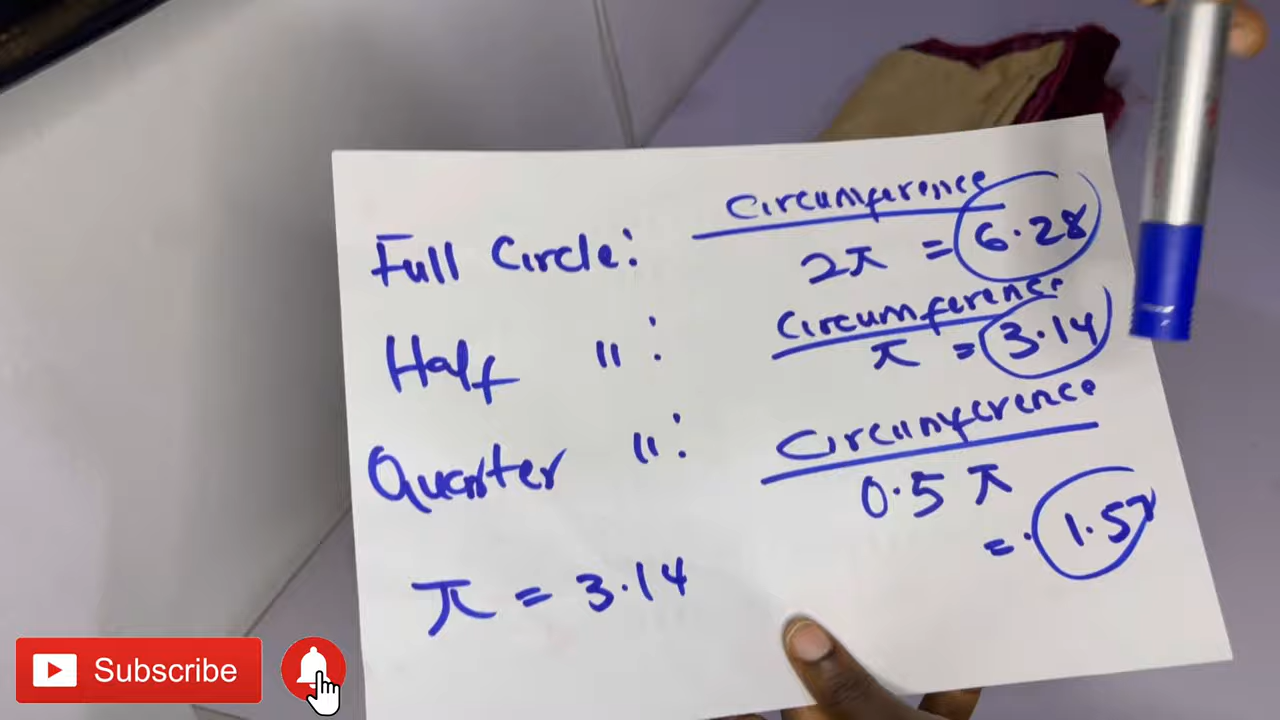 Circumference
Full Circle: 2π = 6.28
Circumference
Half ": π = 3.14
Circumference
Quarter ": 0.5 π
= 1.57
π = 3.14
Subscribe